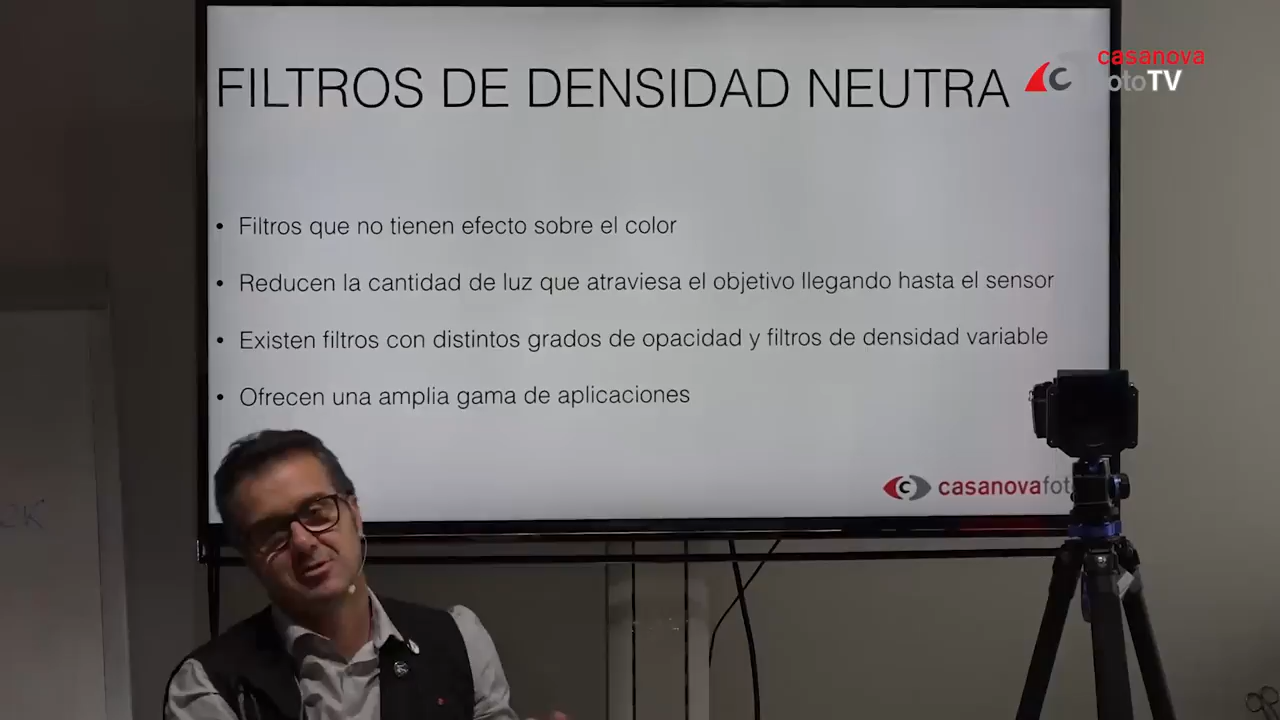 FILTROS DE DENSIDAD NEUTRA
casanova
otoTV
• Filtros que no tienen efecto sobre el color
• Reducen la cantidad de luz que atraviesa el objetivo llegando hasta el sensor
• Existen filtros con distintos grados de opacidad y filtros de densidad variable
• Ofrecen una amplia gama de aplicaciones
casanovafot